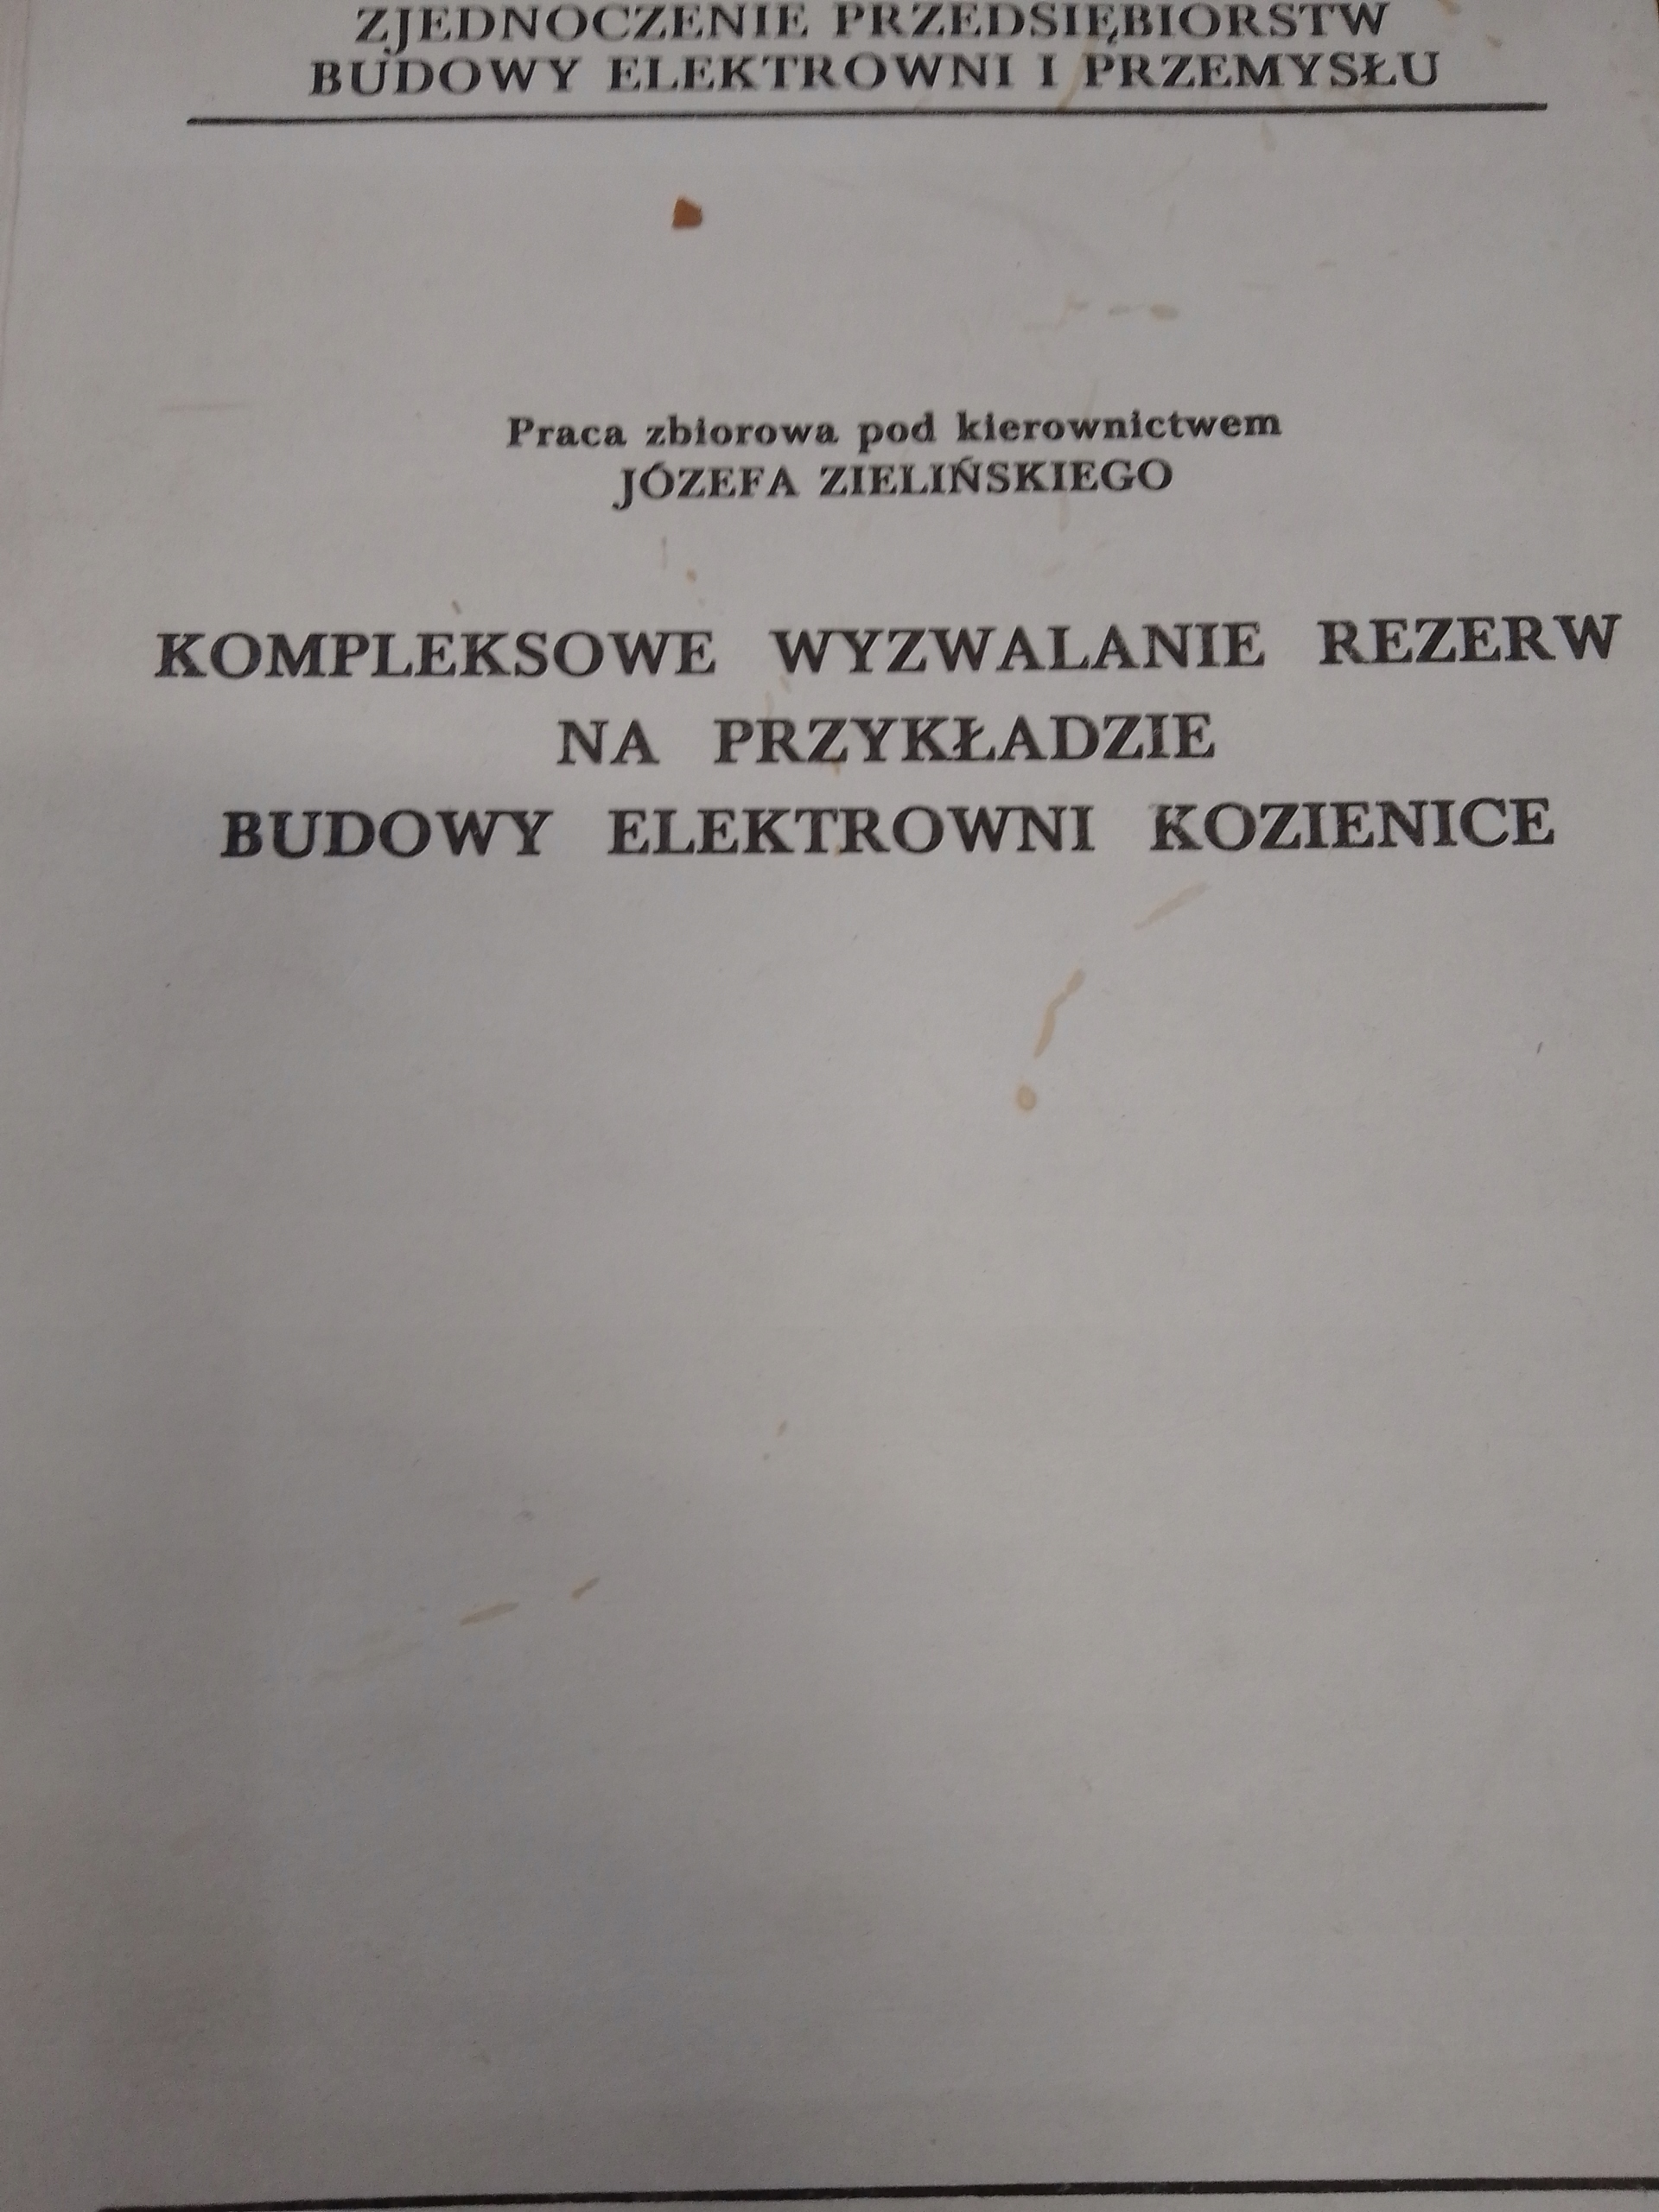 ZJEDNOCZENIE PRZEDSIĘBIORSTW
BUDOWY ELEKTROWNI I PRZEMYSŁU
Praca zbiorowa pod kierownictwem
JÓZEFA ZIELIŃSKIEGO
KOMPLEKSOWE WYZWALANIE REZERW
NA PRZYKŁADZIE
BUDOWY ELEKTROWNI KOZIENICE